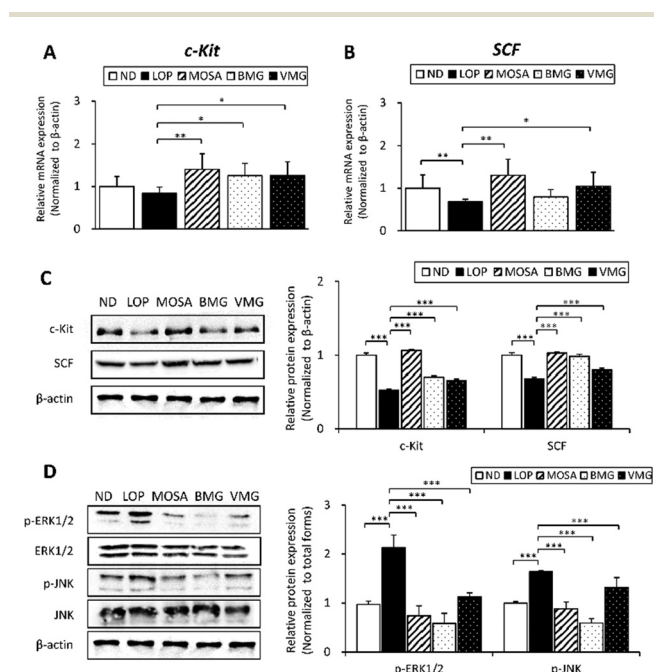 A
c-Kit
ND LOP MOSA BMG VMG
Relative mRNA expression
(Normalized to β-actin)
3
2
1
0
*
*
**
B
SCF
ND LOP MOSA BMG VMG
Relative mRNA expression
(Normalized to β-actin)
3
2
1
0
*
**
**
C
ND LOP MOSA BMG VMG
c-Kit
SCF
β-actin
ND LOP MOSA BMG VMG
Relative protein expression
(Normalized to β-actin)
2
1
0
***
***
***
***
***
***
***
***
c-Kit
SCF
D
ND LOP MOSA BMG VMG
p-ERK1/2
ERK1/2
p-JNK
JNK
β-actin
ND LOP MOSA BMG VMG
Relative protein expression
(Normalized to total forms)
3
2
1
0
***
***
***
***
***
***
***
***
p-ERK1/2
p-JNK